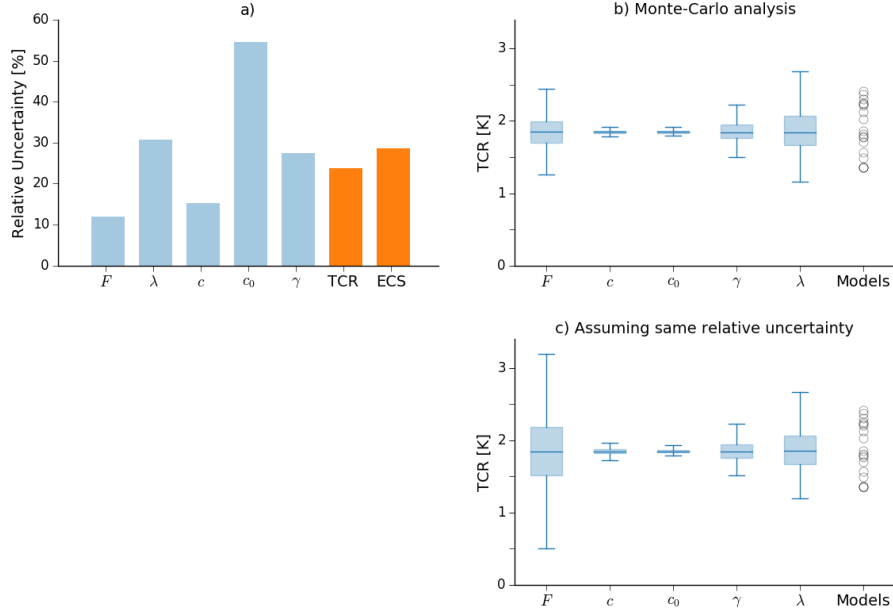 a)
Relative Uncertainty [%]
60
50
40
30
20
10
0
F λ c c₀ γ TCR ECS
b) Monte-Carlo analysis
TCR [K]
3
2
1
0
F c c₀ γ λ Models
c) Assuming same relative uncertainty
TCR [K]
3
2
1
0
F c c₀ γ λ Models